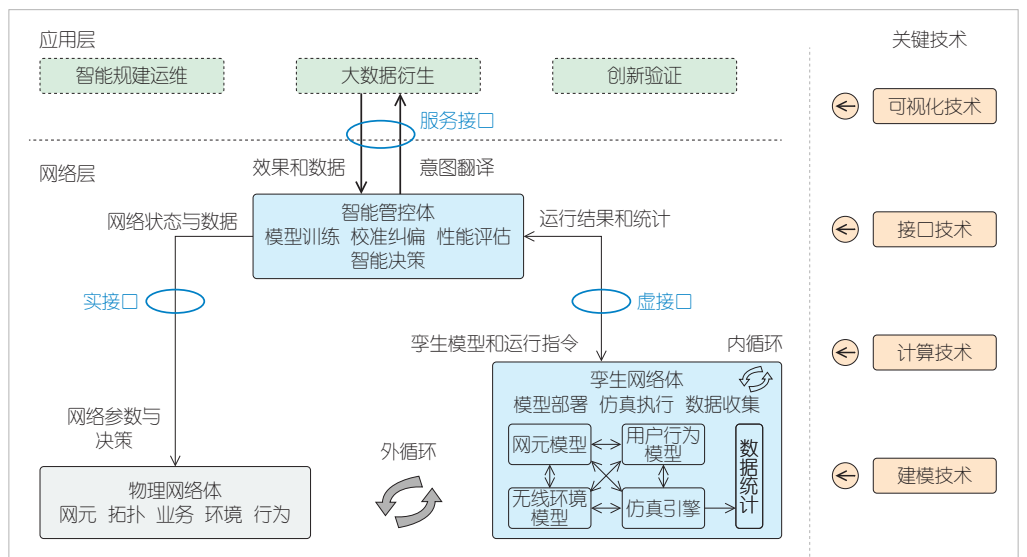 应用层
关键技术
智能规建运维
大数据衍生
创新验证
可视化技术
服务接口
网络层
效果和数据
意图翻译
网络状态与数据
智能管控体
模型训练 校准纠偏 性能评估
智能决策
运行结果和统计
接口技术
实接口
虚接口
孪生模型和运行指令
内循环
计算技术
孪生网络体
模型部署 仿真执行 数据收集
网络参数与
决策
外循环
网元模型
用户行为
模型
数据统计
无线环境
模型
仿真引擎
建模技术
物理网络体
网元 拓扑 业务 环境 行为